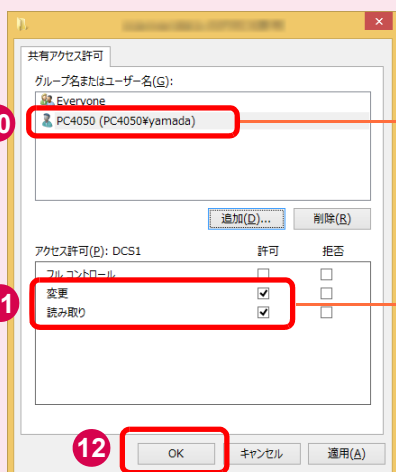 共有アクセス許可
グループ名またはユーザー名(G):
Everyone
PC4050 (PC4050¥yamada)
追加(D)... 削除(R)
アクセス許可(P): DCS1 許可 拒否
フル コントロール
変更
読み取り
12
OK キャンセル 適用(A)